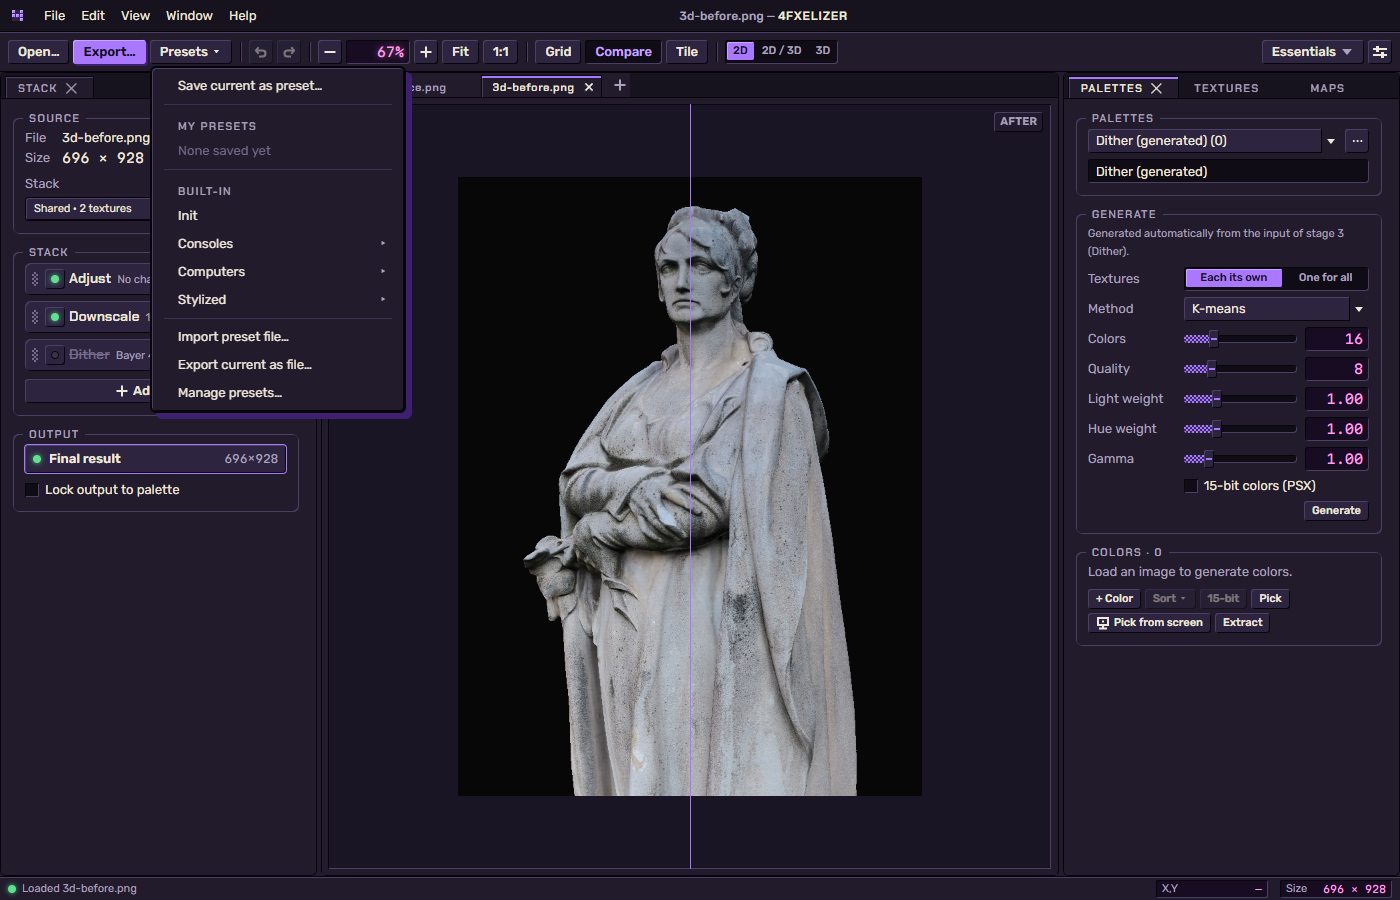 File Edit View Window Help
3d-before.png — 4FXELIZER
Open... Export... Presets 67% Fit 1:1 Grid Compare Tile 2D 2D / 3D 3D Essentials
STACK
SOURCE
File 3d-before.png
Size 696 × 928
Stack
Shared • 2 textures
STACK
Adjust
Downscale
Dither Bayer
OUTPUT
Final result 696×928
Lock output to palette
Save current as preset...
MY PRESETS
None saved yet
BUILT-IN
Init
Consoles
Computers
Stylized
Import preset file...
Export current as file...
Manage presets...
3d-before.png
AFTER
PALETTES TEXTURES MAPS
PALETTES
Dither (generated) (0)
Dither (generated)
GENERATE
Generated automatically from the input of stage 3
(Dither).
Textures Each its own One for all
Method K-means
Colors 16
Quality 8
Light weight 1.00
Hue weight 1.00
Gamma 1.00
15-bit colors (PSX)
Generate
COLORS · 0
Load an image to generate colors.
+ Color Sort 15-bit Pick
Pick from screen Extract
Loaded 3d-before.png
X,Y —
Size 696 × 928